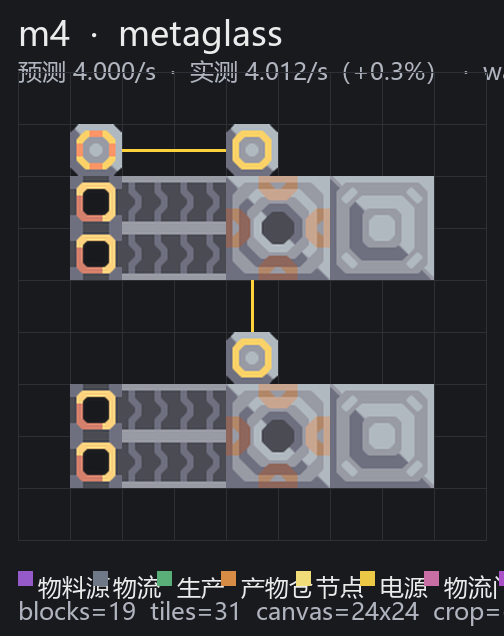 m4 · metaglass
预测 4.000/s · 实测 4.012/s (+0.3%) · wa
物料源 物流 生产 产物仓 节点 电源 物流
blocks=19 tiles=31 canvas=24x24 crop=